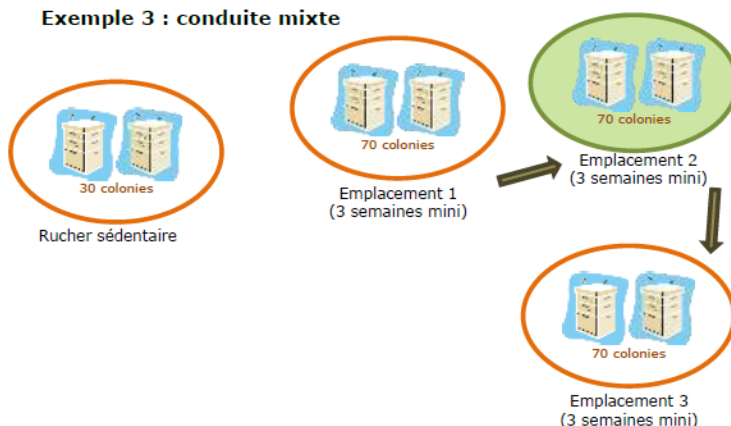 Exemple 3 : conduite mixte
30 colonies
Rucher sédentaire
70 colonies
Emplacement 1
(3 semaines mini)
70 colonies
Emplacement 2
(3 semaines mini)
70 colonies
Emplacement 3
(3 semaines mini)